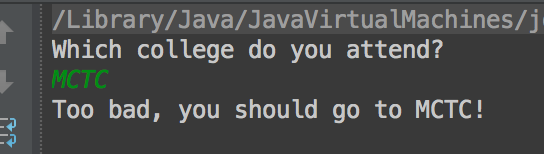 /Library/Java/JavaVirtualMachines/j
Which college do you attend?
MCTC
Too bad, you should go to MCTC!